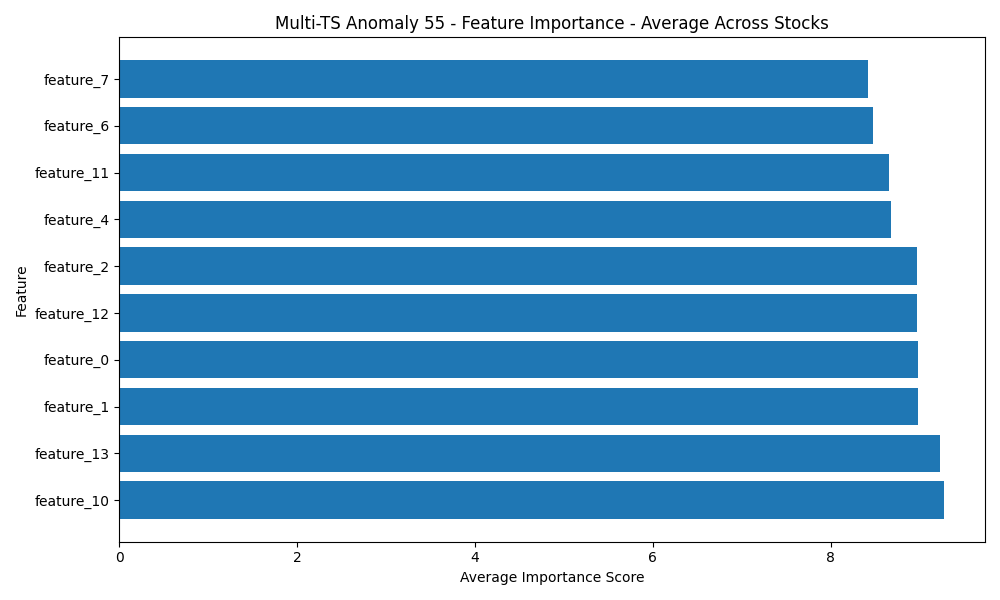 Multi-TS Anomaly 55 - Feature Importance - Average Across Stocks
feature_7
feature_6
feature_11
feature_4
feature_2
feature_12
feature_0
feature_1
feature_13
feature_10
Feature
0 2 4 6 8
Average Importance Score